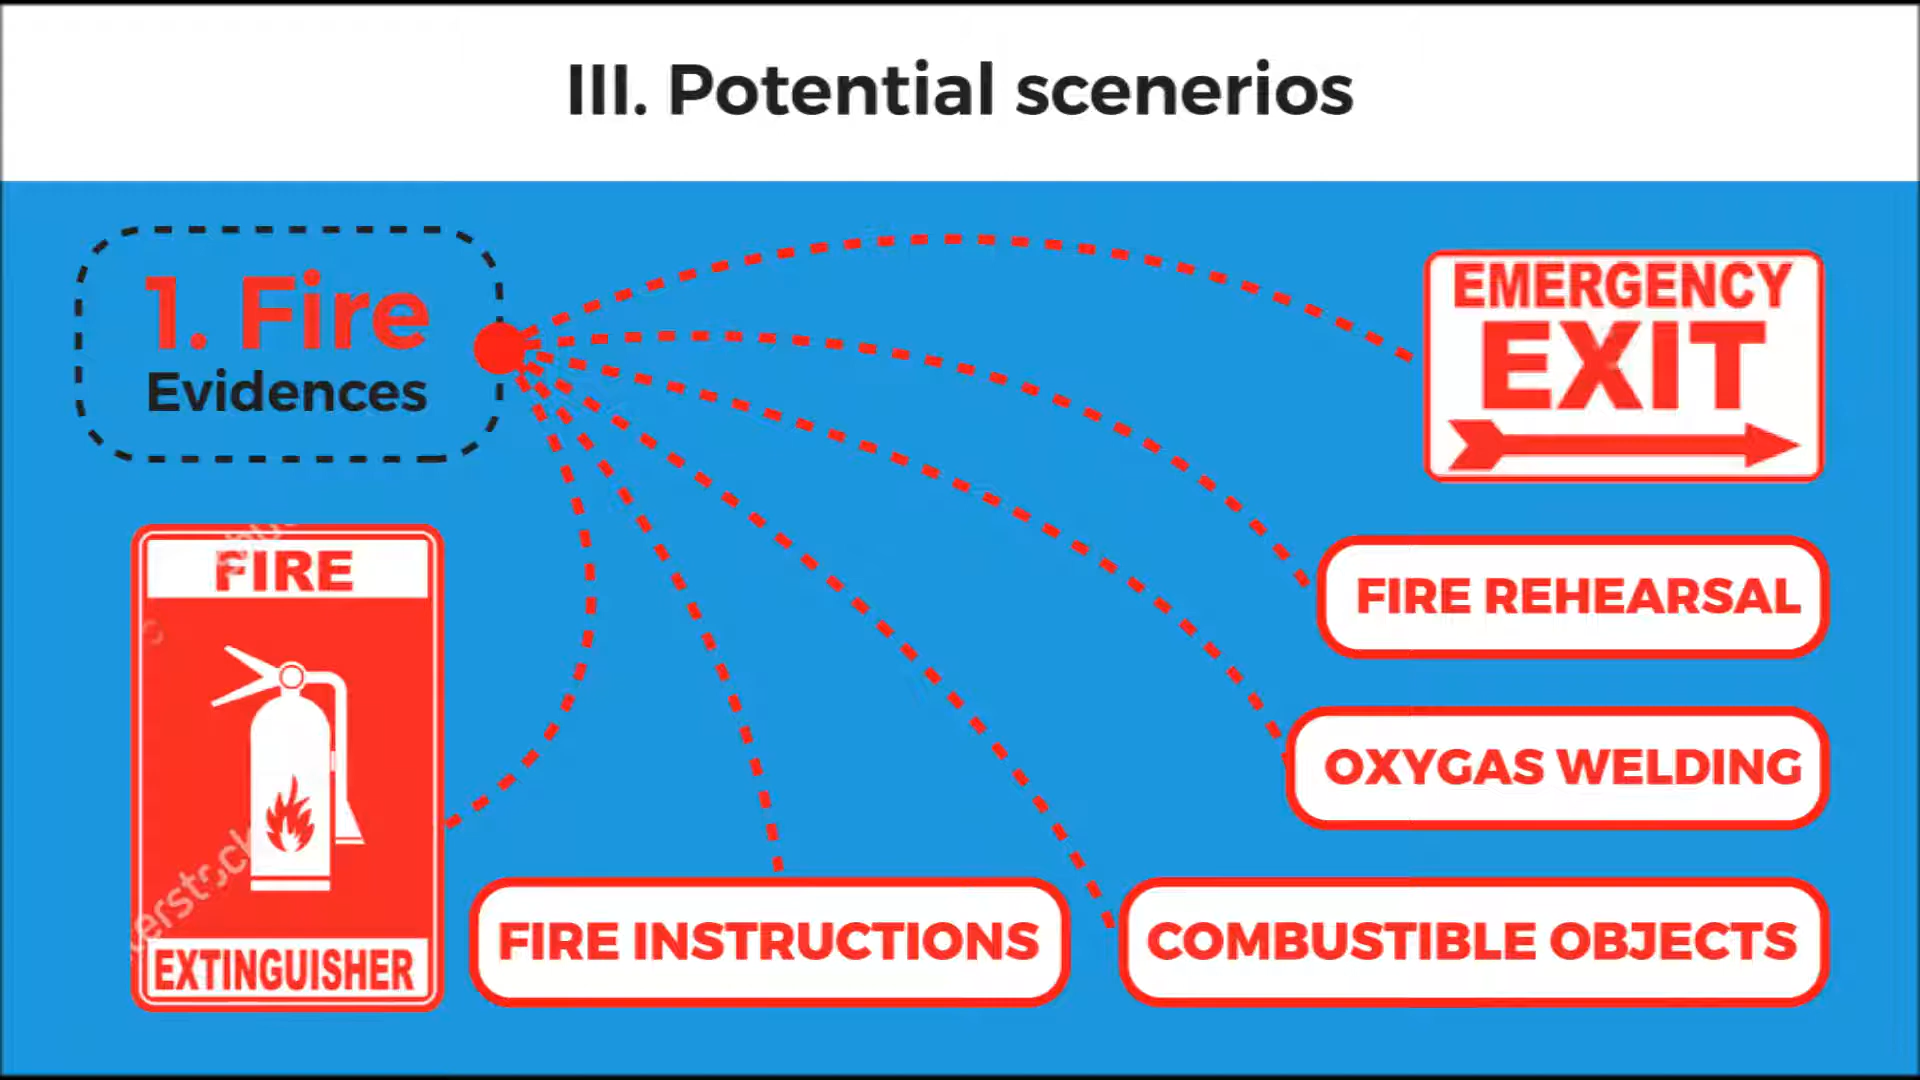 III. Potential scenerios
1. Fire
Evidences
EMERGENCY
EXIT
FIRE REHEARSAL
OXYGAS WELDING
COMBUSTIBLE OBJECTS
FIRE INSTRUCTIONS
FIRE
EXTINGUISHER